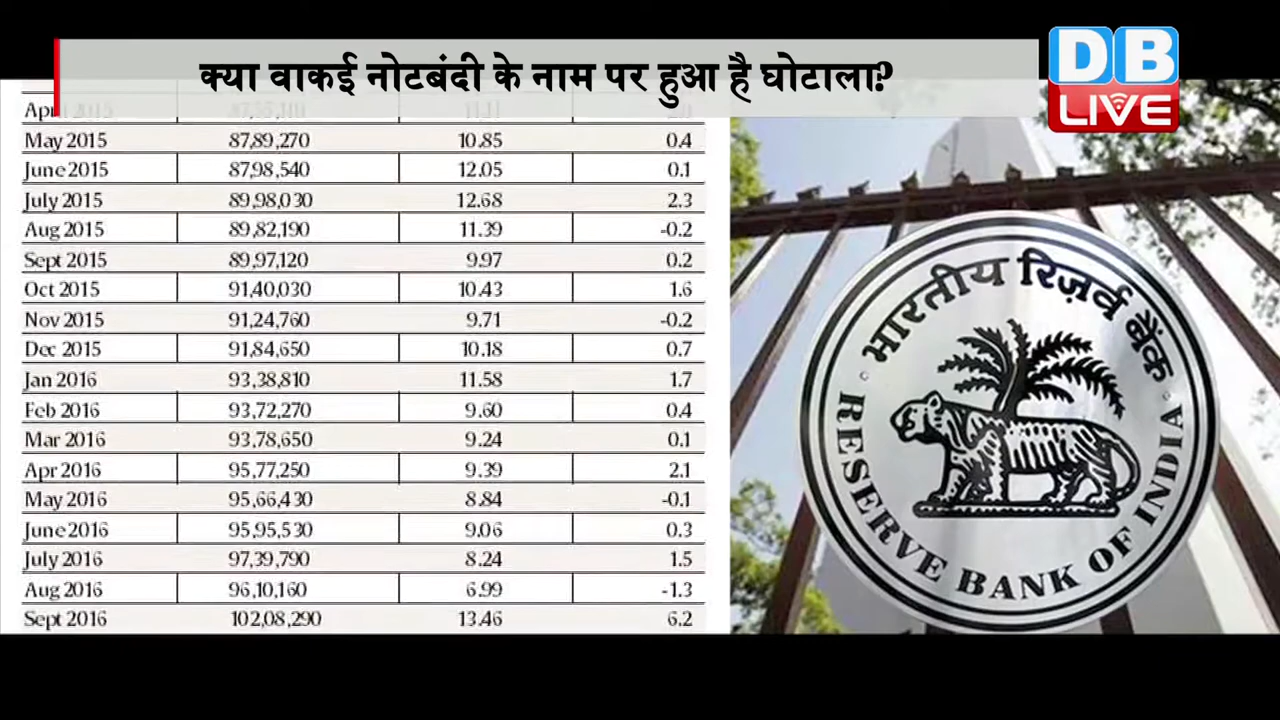 क्या वाकई नोटबंदी के नाम पर हुआ है घोटाला?
DB
LIVE
April 2015
May 2015 87,89,270 10.85 0.4
June 2015 87,98,540 12.05 0.1
July 2015 89,98,030 12.68 2.3
Aug 2015 89,82,190 11.39 -0.2
Sept 2015 89,97,120 9.97 0.2
Oct 2015 91,40,030 10.43 1.6
Nov 2015 91,24,760 9.71 -0.2
Dec 2015 91,84,650 10.18 0.7
Jan 2016 93,38,810 11.58 1.7
Feb 2016 93,72,270 9.60 0.4
Mar 2016 93,78,650 9.24 0.1
Apr 2016 95,77,250 9.39 2.1
May 2016 95,66,430 8.84 -0.1
June 2016 95,95,530 9.06 0.3
July 2016 97,39,790 8.24 1.5
Aug 2016 96,10,160 6.99 -1.3
Sept 2016 102,08,290 13.46 6.2
भारतीय रिज़र्व बैंक
RESERVE BANK OF INDIA